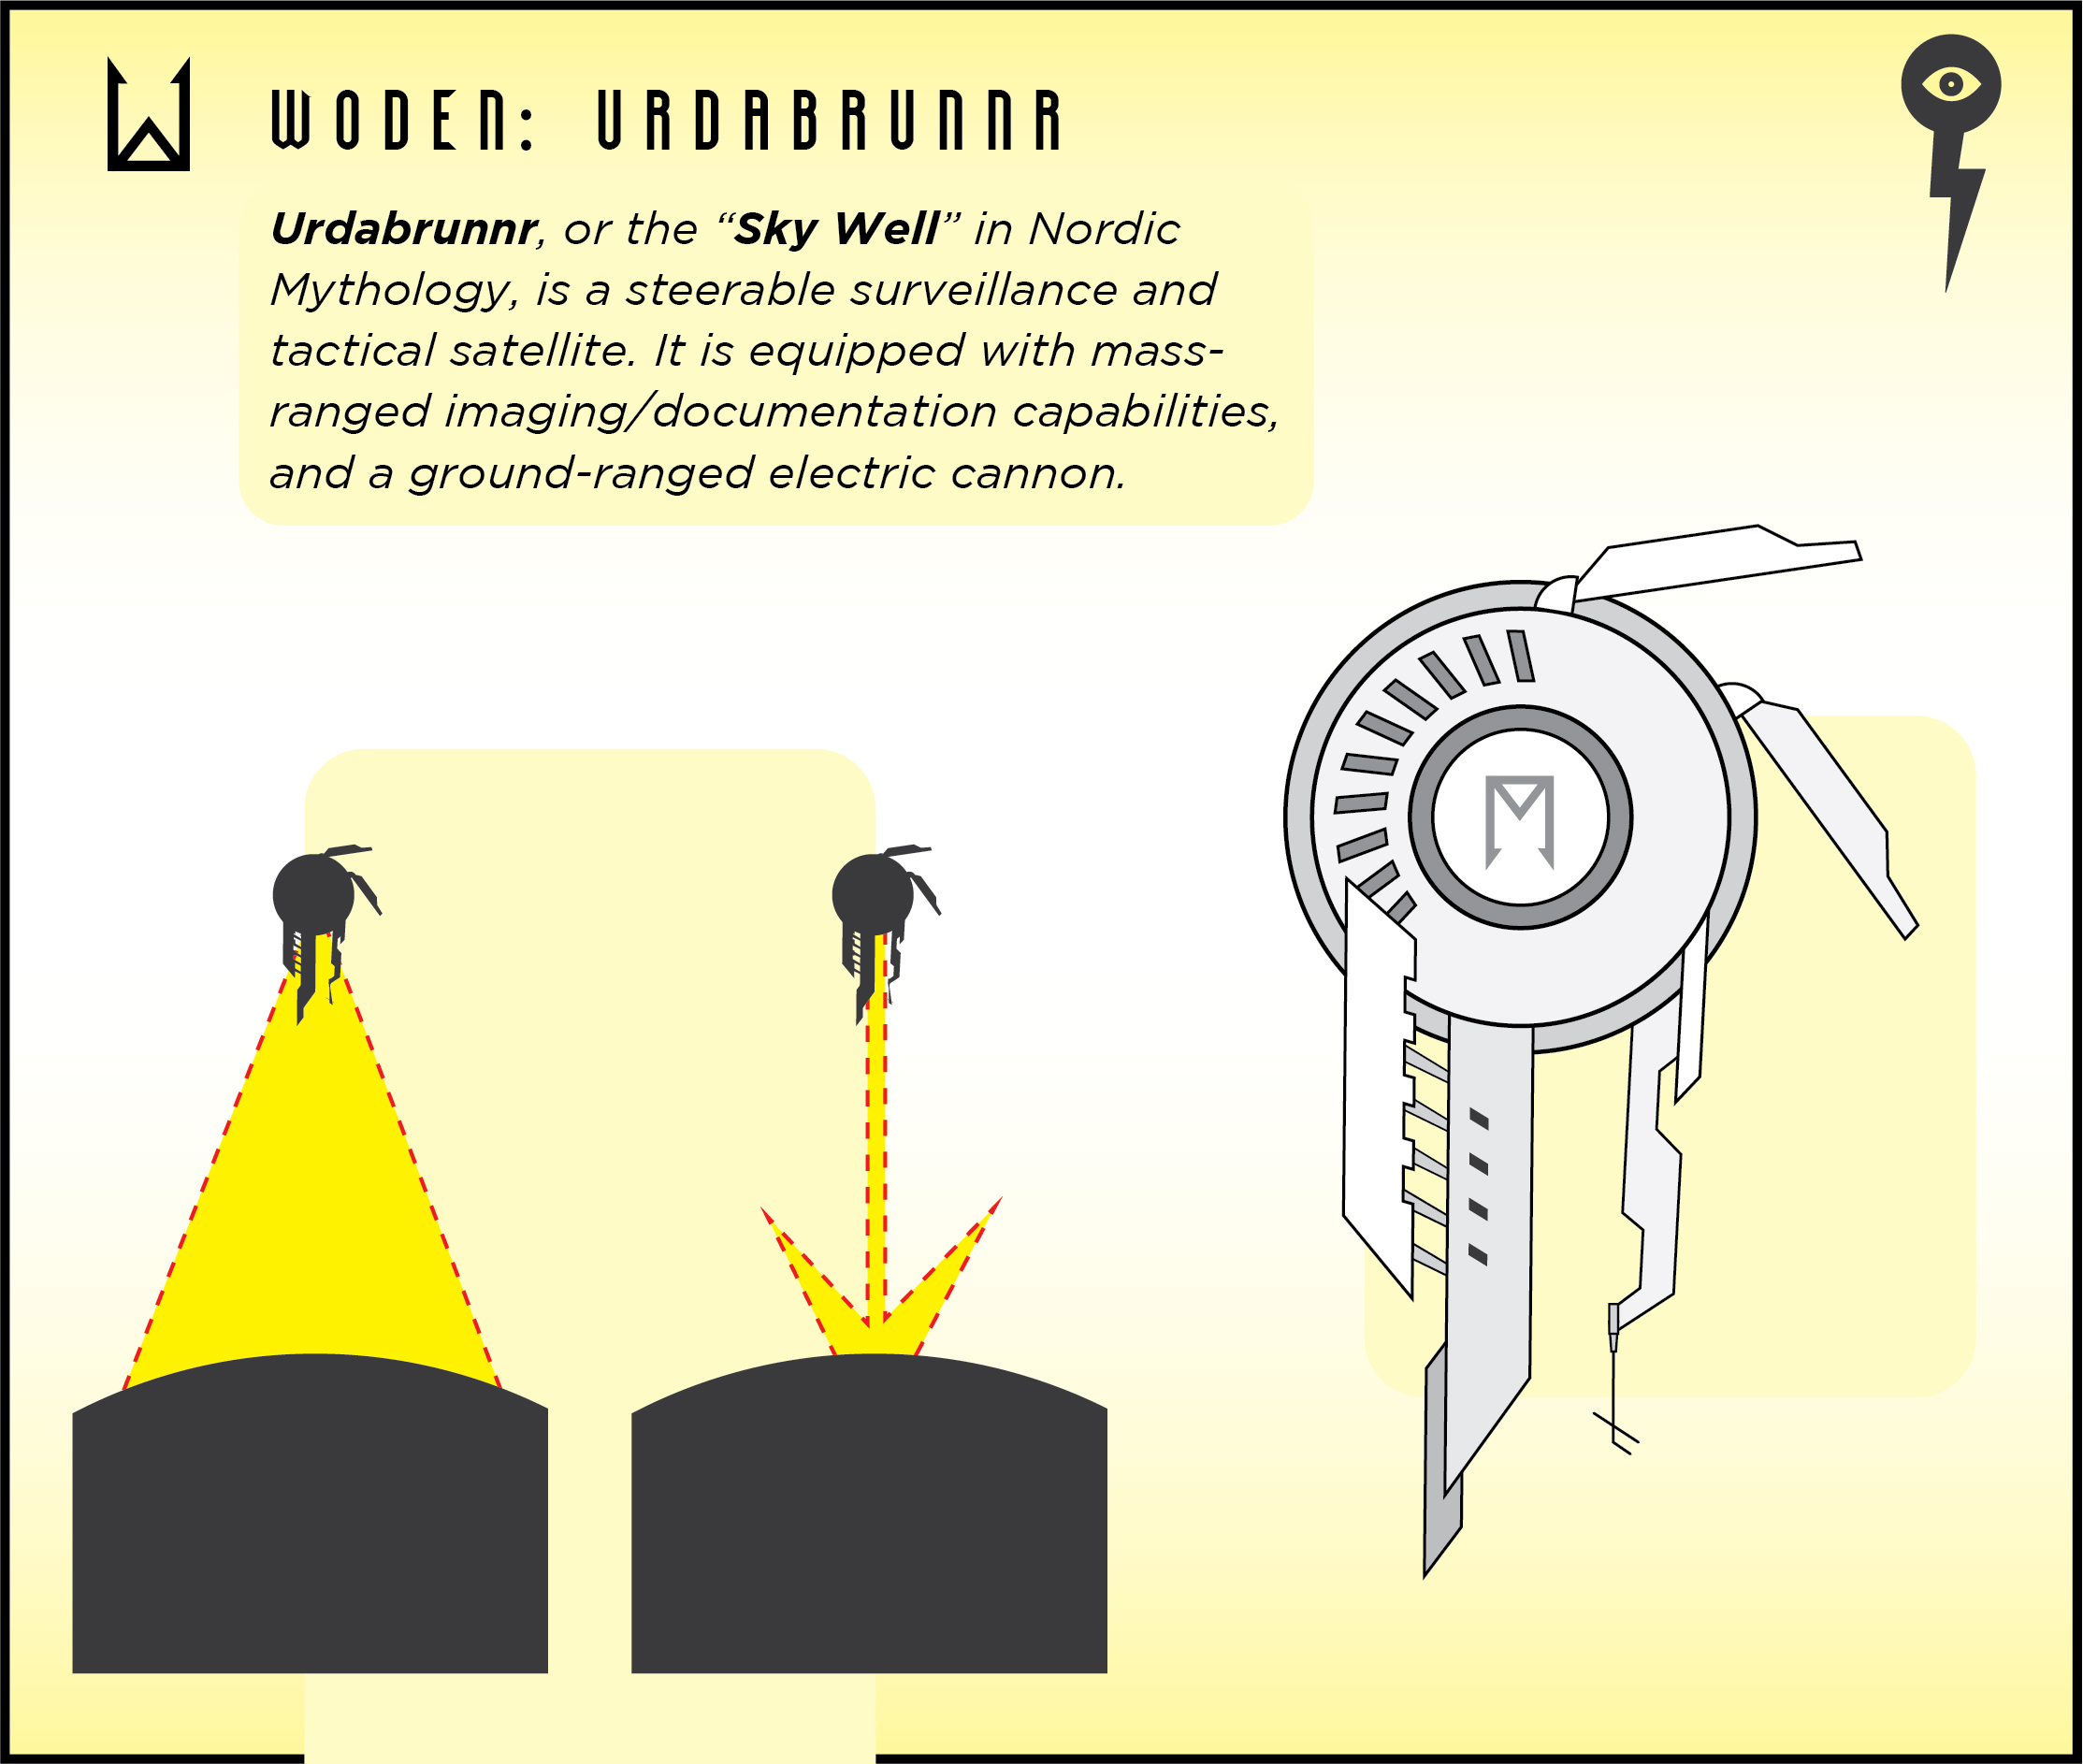 WODEN: URDABRUNNR
Urdabrunnr, or the “Sky Well” in Nordic
Mythology, is a steerable surveillance and
tactical satellite. It is equipped with mass-
ranged imaging/documentation capabilities,
and a ground-ranged electric cannon.